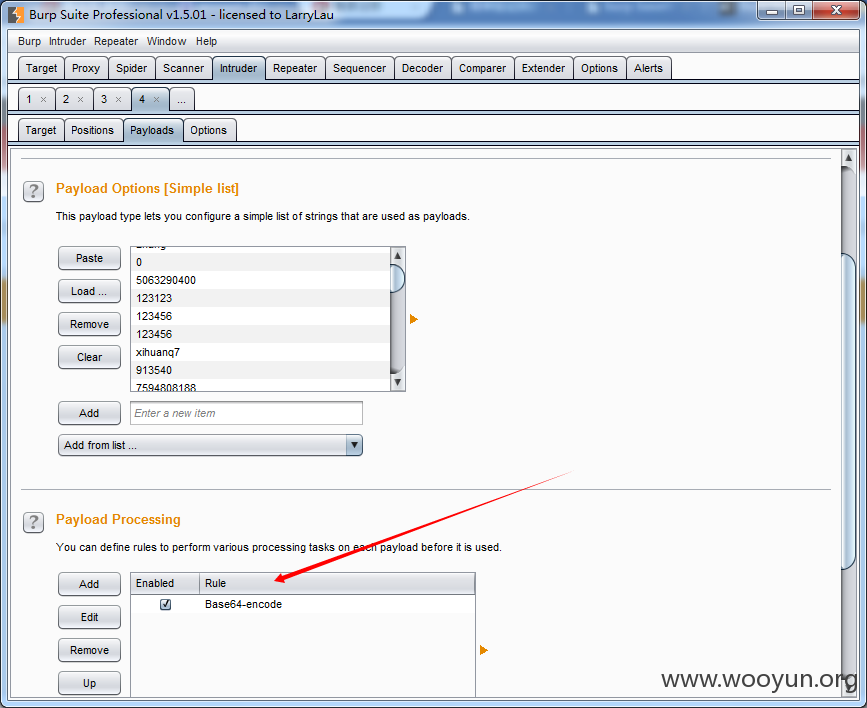 Burp Suite Professional v1.5.01 - licensed to LarryLau
Burp Intruder Repeater Window Help
Target Proxy Spider Scanner Intruder Repeater Sequencer Decoder Comparer Extender Options Alerts
1 × 2 × 3 × 4 × ...
Target Positions Payloads Options
? Payload Options [Simple list]
This payload type lets you configure a simple list of strings that are used as payloads.
Paste
Load ...
Remove
Clear
0
5063290400
123123
123456
123456
xihuanq7
913540
7594808188
Add Enter a new item
Add from list ...
? Payload Processing
You can define rules to perform various processing tasks on each payload before it is used.
Add
Edit
Remove
Up
Enabled Rule
Base64-encode
www.wooyun.org